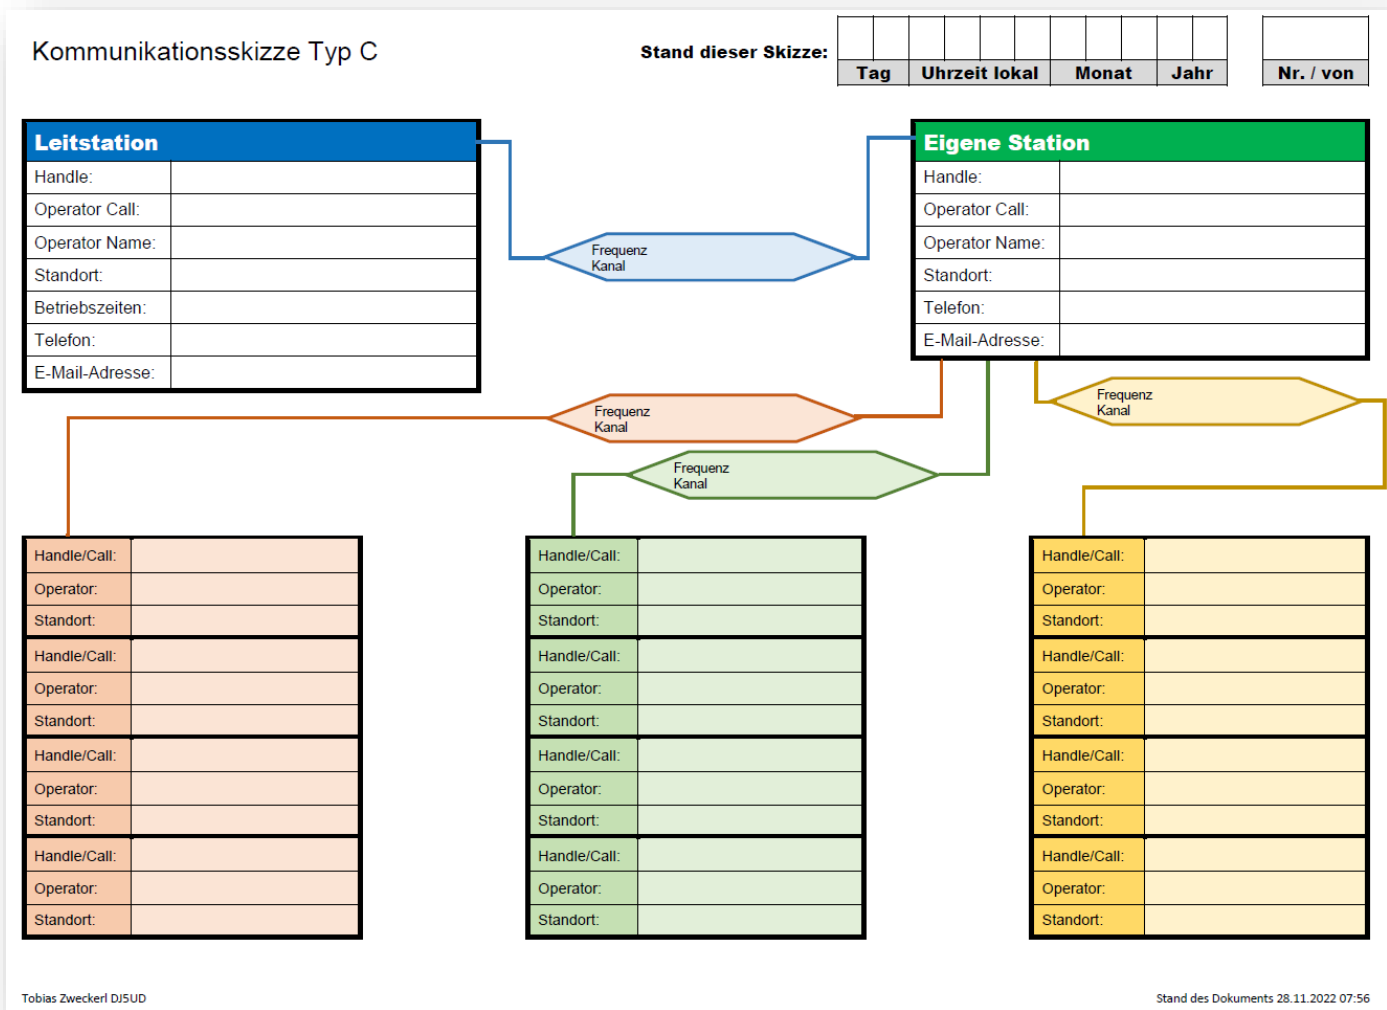 Kommunikationsskizze Typ C
Stand dieser Skizze:
Tag Uhrzeit lokal Monat Jahr Nr. / von
Leitstation
Handle:
Operator Call:
Operator Name:
Standort:
Betriebszeiten:
Telefon:
E-Mail-Adresse:
Frequenz
Kanal
Eigene Station
Handle:
Operator Call:
Operator Name:
Standort:
Telefon:
E-Mail-Adresse:
Frequenz
Kanal
Frequenz
Kanal
Frequenz
Kanal
Handle/Call:
Operator:
Standort:
Handle/Call:
Operator:
Standort:
Handle/Call:
Operator:
Standort:
Handle/Call:
Operator:
Standort:
Handle/Call:
Operator:
Standort:
Handle/Call:
Operator:
Standort:
Handle/Call:
Operator:
Standort:
Handle/Call:
Operator:
Standort:
Handle/Call:
Operator:
Standort:
Handle/Call:
Operator:
Standort:
Handle/Call:
Operator:
Standort:
Handle/Call:
Operator:
Standort:
Tobias Zweckerl DJ5UD
Stand des Dokuments 28.11.2022 07:56